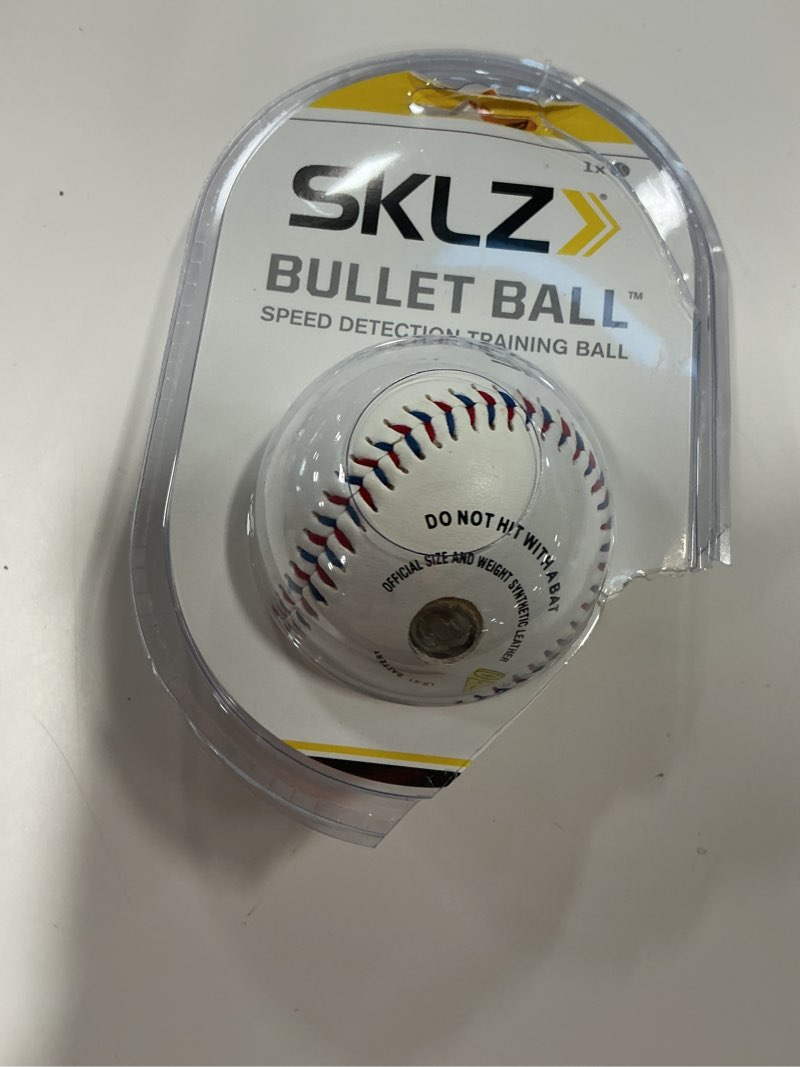 1x
SKLZ®
BULLET BALL™
SPEED DETECTION TRAINING BALL
DO NOT HIT WITH A BAT
OFFICIAL SIZE AND WEIGHT SYNTHETIC LEATHER
BATTERY